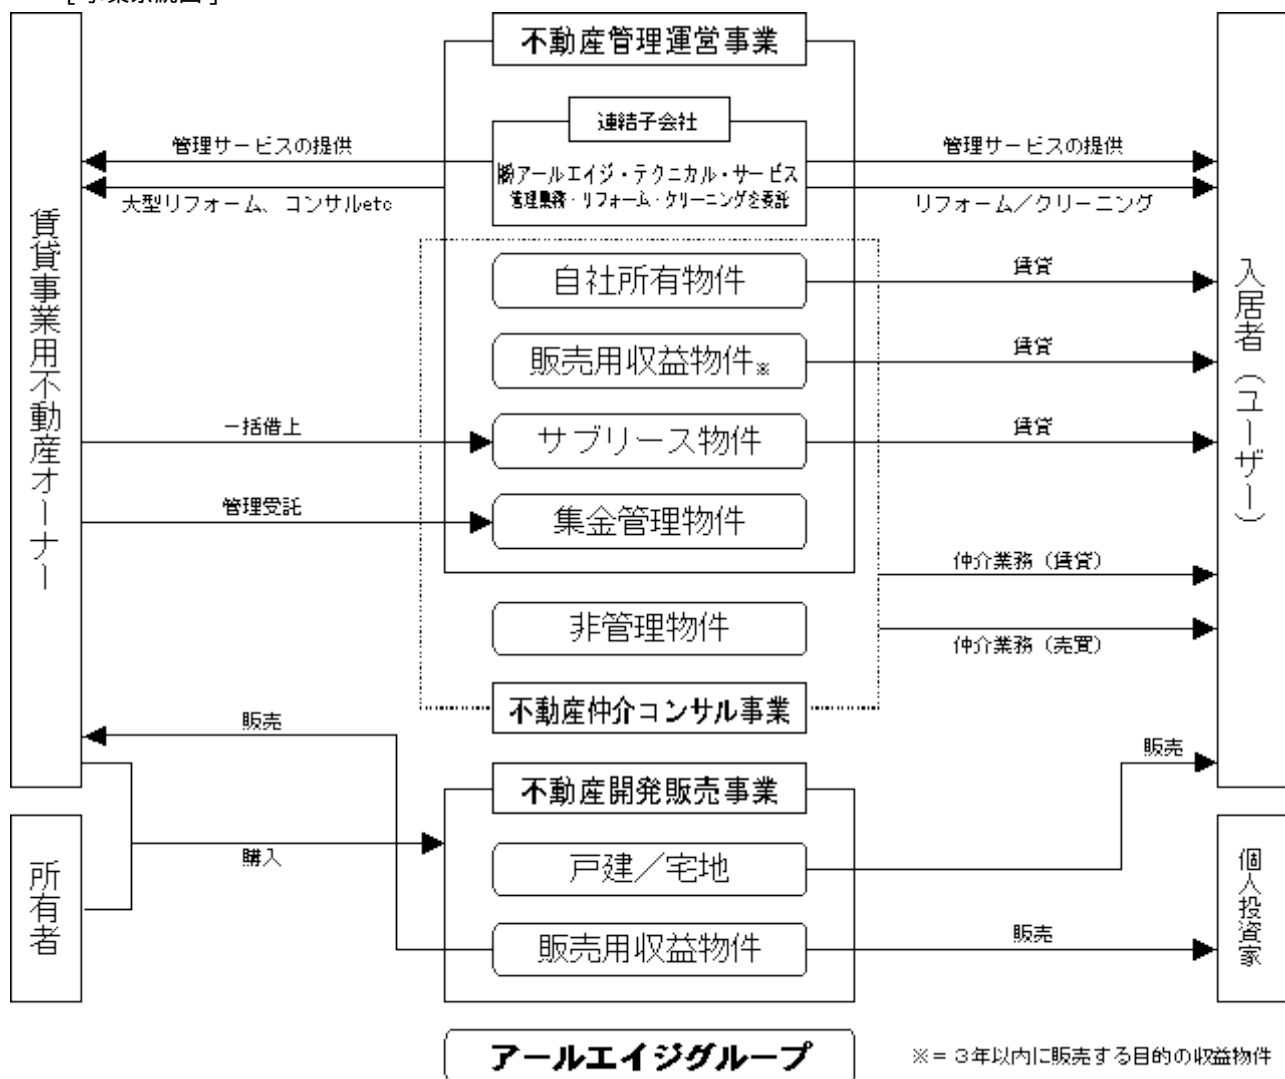 [事業系統図]
不動産管理運営事業
連結子会社
㈱アールエイジ・テクニカル・サービス
管理業務・リフォーム・クリーニングを委託
管理サービスの提供
大型リフォーム、コンサルetc
管理サービスの提供
リフォーム／クリーニング
賃貸事業用不動産オーナー
入居者（ユーザー）
自社所有物件
賃貸
販売用収益物件※
賃貸
一括借上
サブリース物件
賃貸
管理受託
集金管理物件
仲介業務（賃貸）
非管理物件
仲介業務（売買）
不動産仲介コンサル事業
販売
販売
不動産開発販売事業
購入
戸建／宅地
所有者
個人投資家
販売用収益物件
販売
アールエイジグループ
※＝３年以内に販売する目的の収益物件